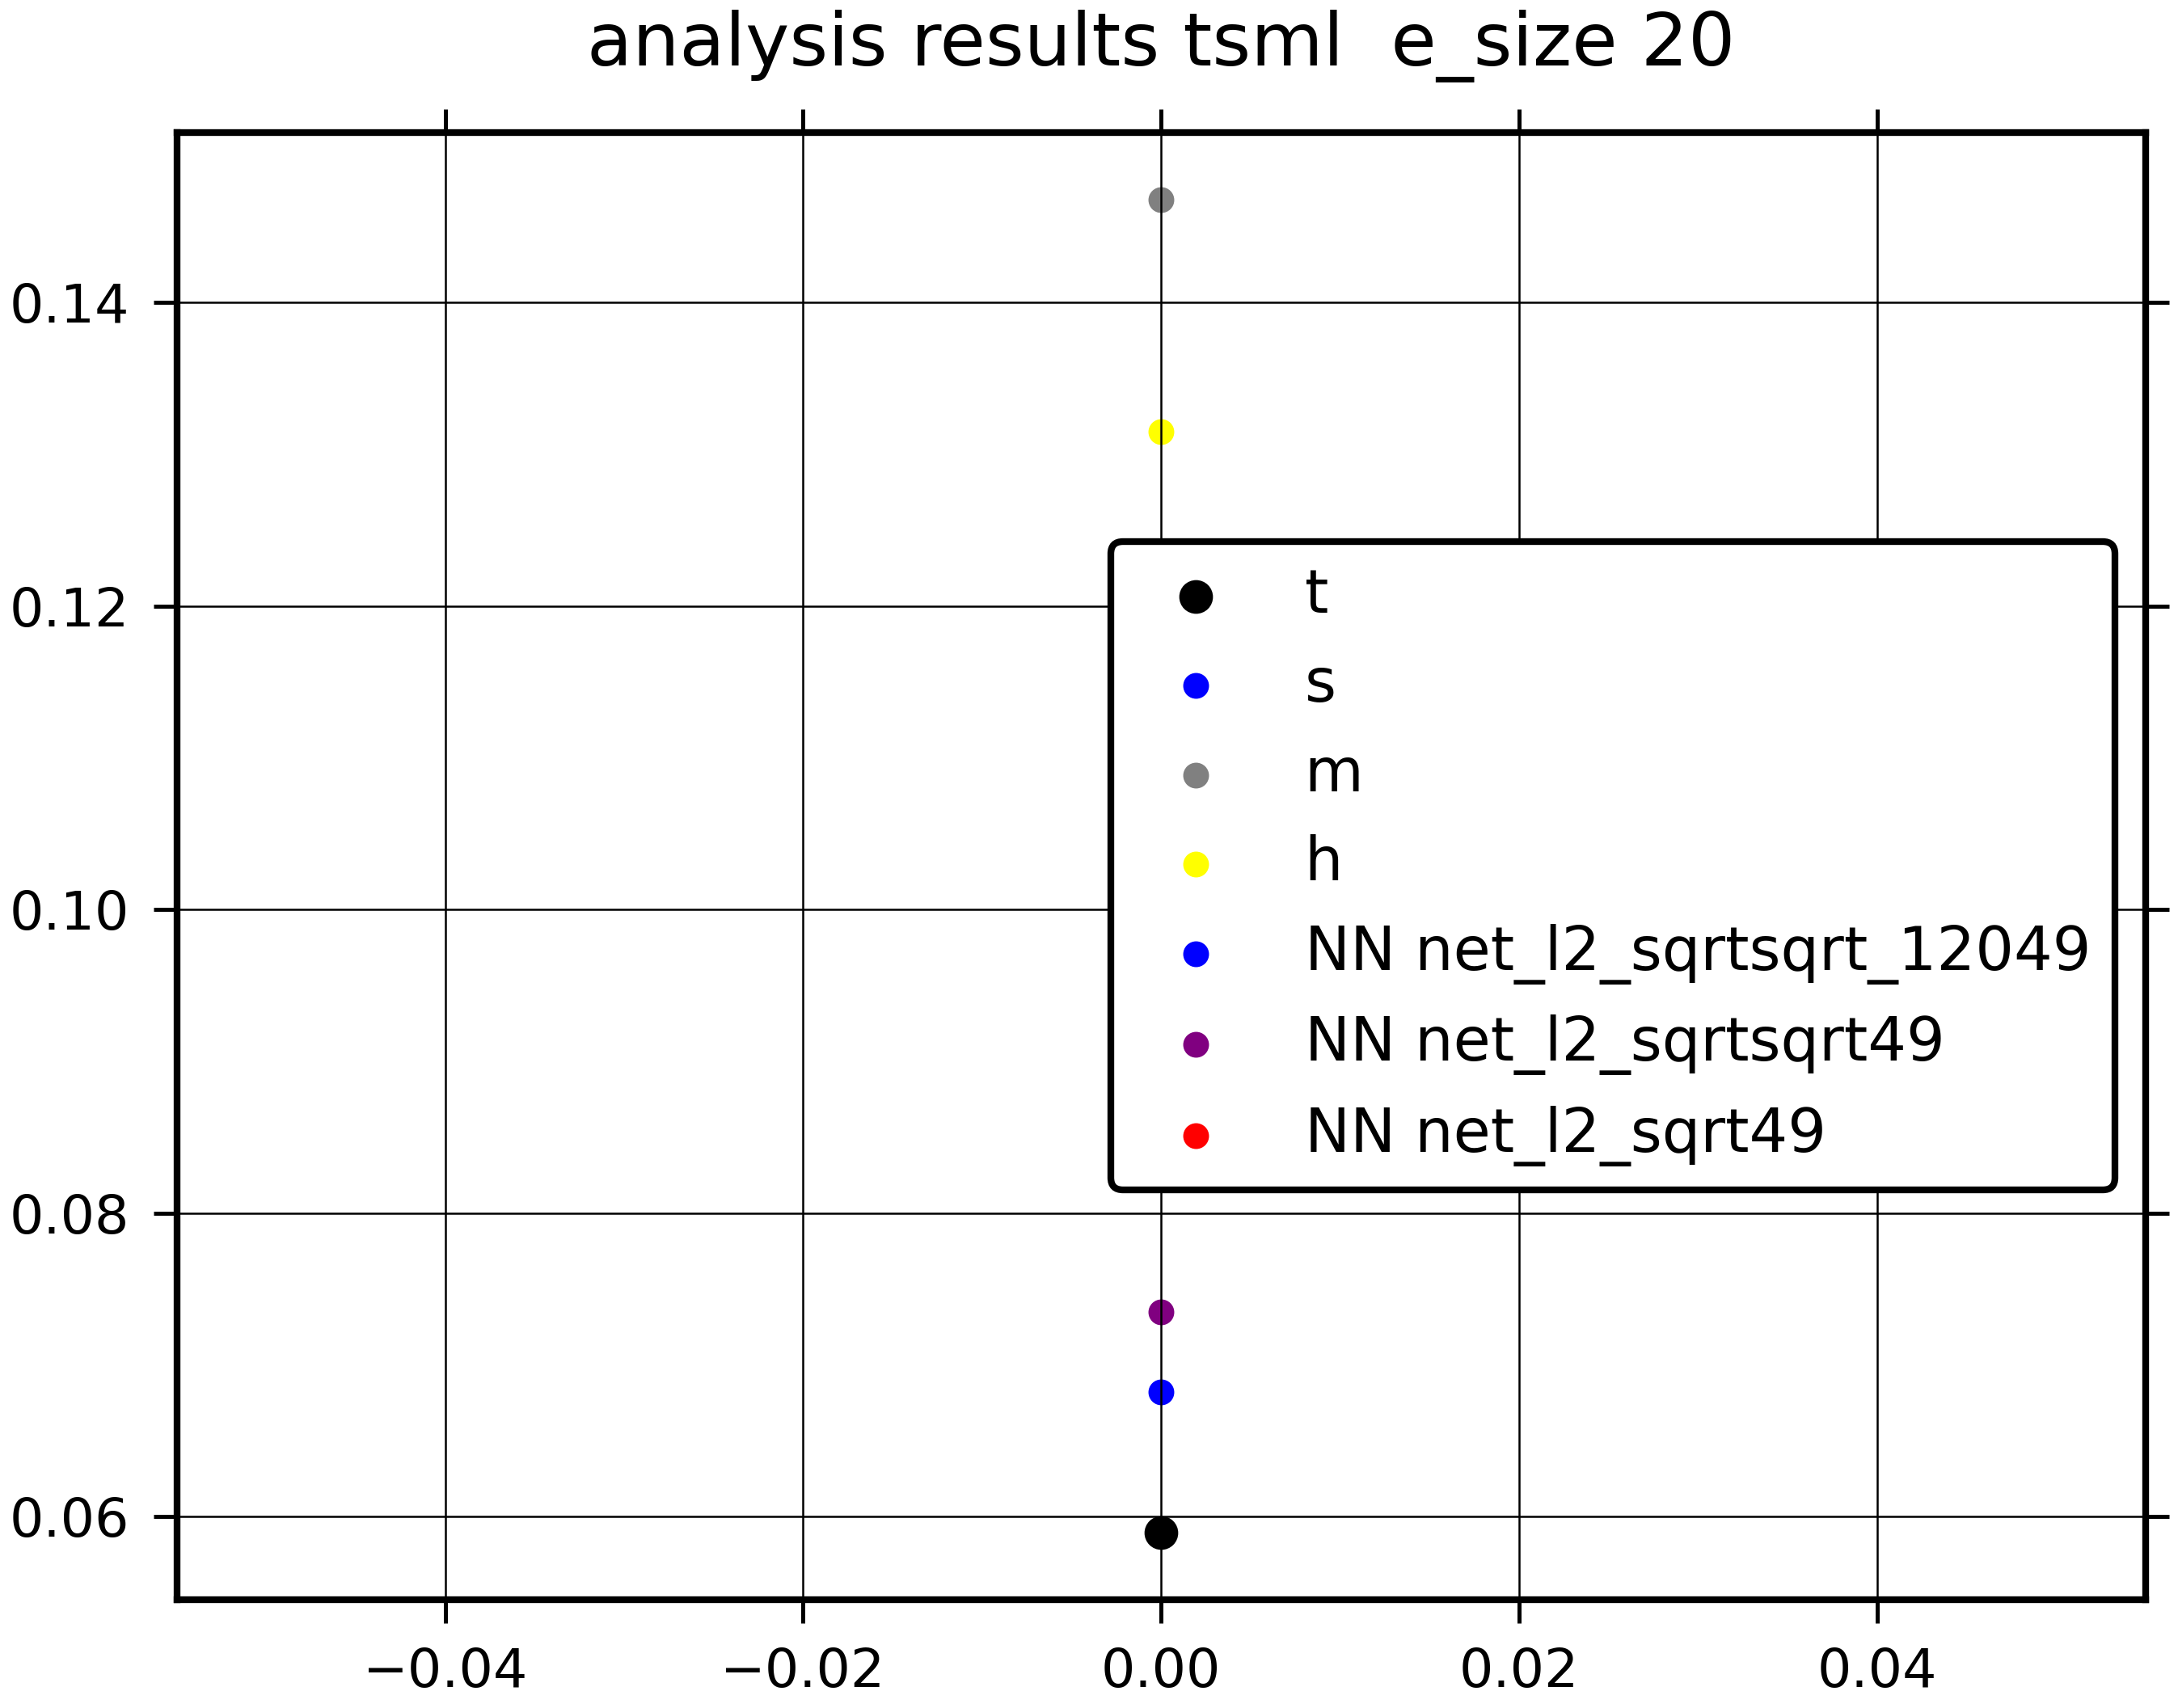 analysis results tsml  e_size 20
0.14
0.12
0.10
0.08
0.06
t
s
m
h
NN net_l2_sqrtsqrt_12049
NN net_l2_sqrtsqrt49
NN net_l2_sqrt49
−0.04 −0.02 0.00 0.02 0.04